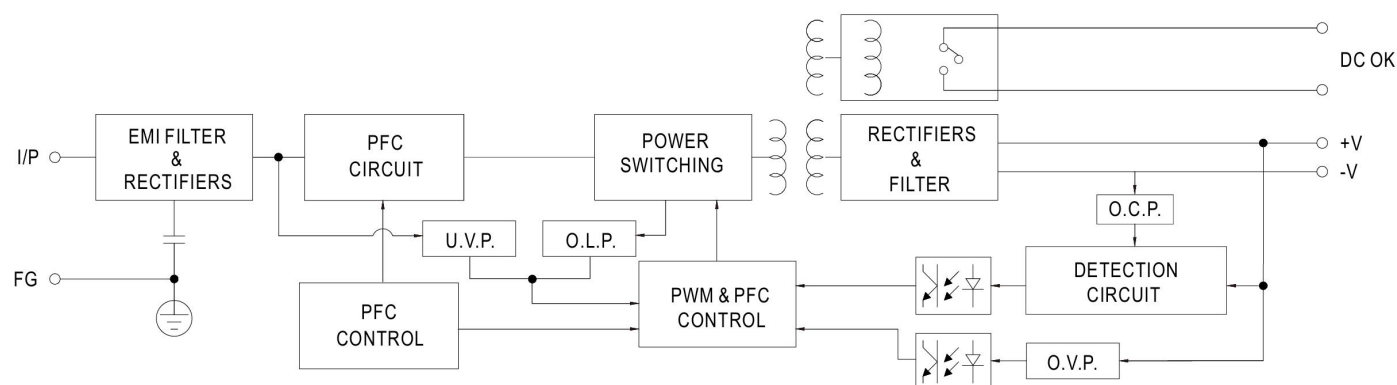 DC OK
I/P
EMI FILTER
&
RECTIFIERS
PFC
CIRCUIT
POWER
SWITCHING
RECTIFIERS
&
FILTER
+V
-V
O.C.P.
U.V.P.
O.L.P.
FG
PFC
CONTROL
PWM & PFC
CONTROL
DETECTION
CIRCUIT
O.V.P.